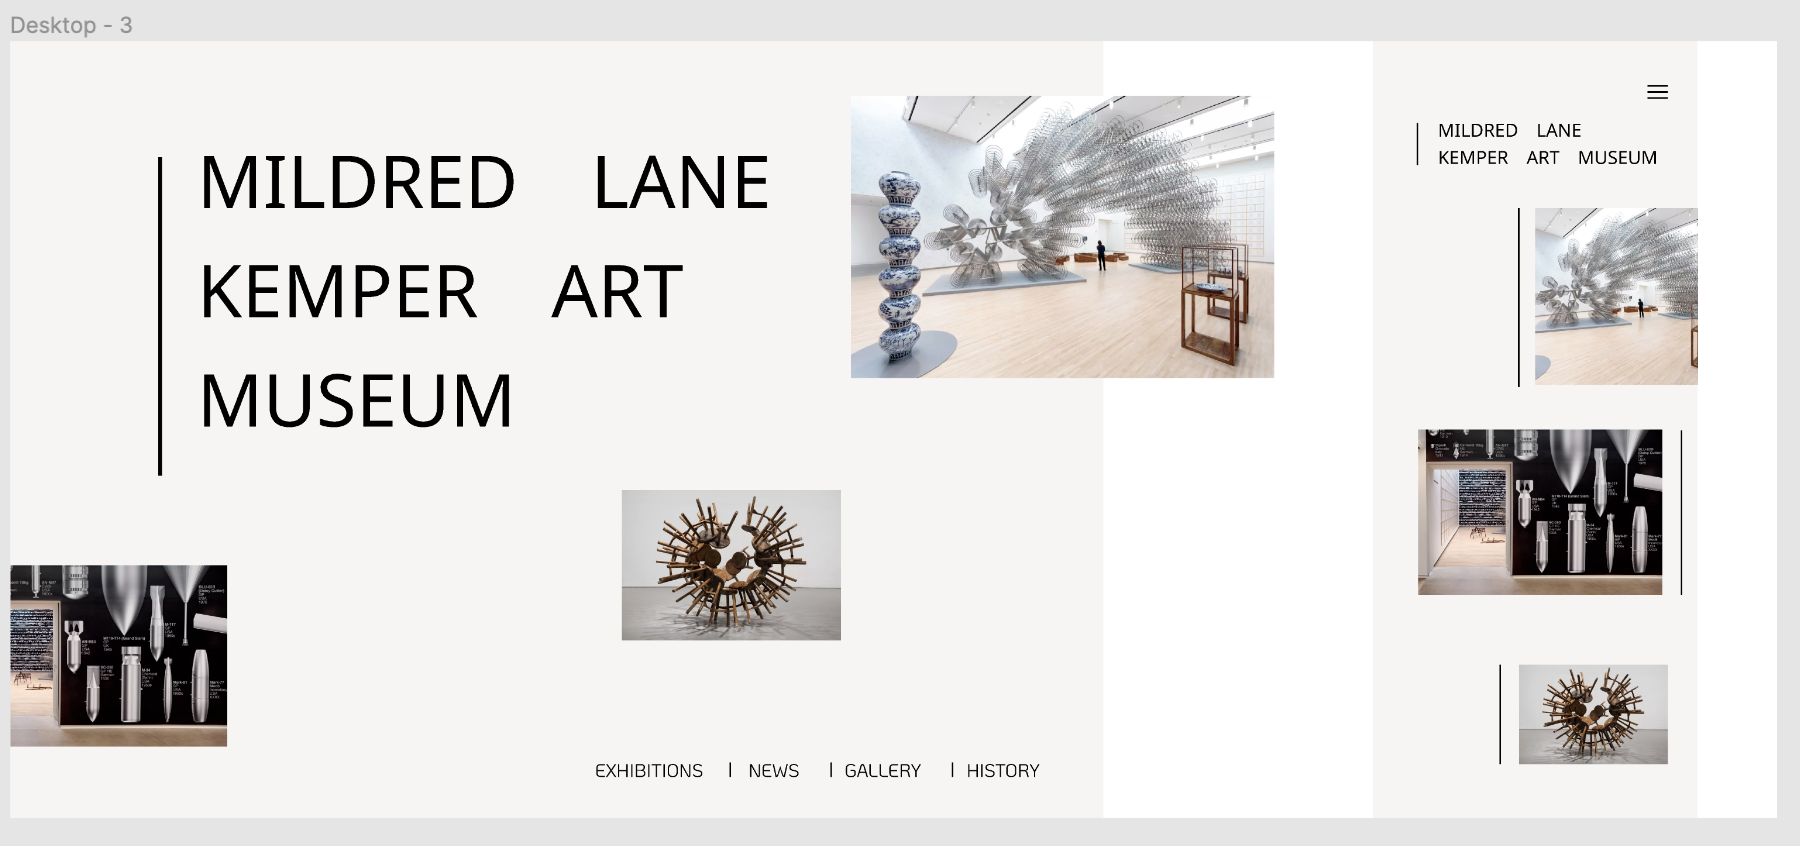 Desktop - 3
MILDRED LANE
KEMPER ART
MUSEUM
EXHIBITIONS | NEWS | GALLERY | HISTORY
MILDRED LANE
KEMPER ART MUSEUM